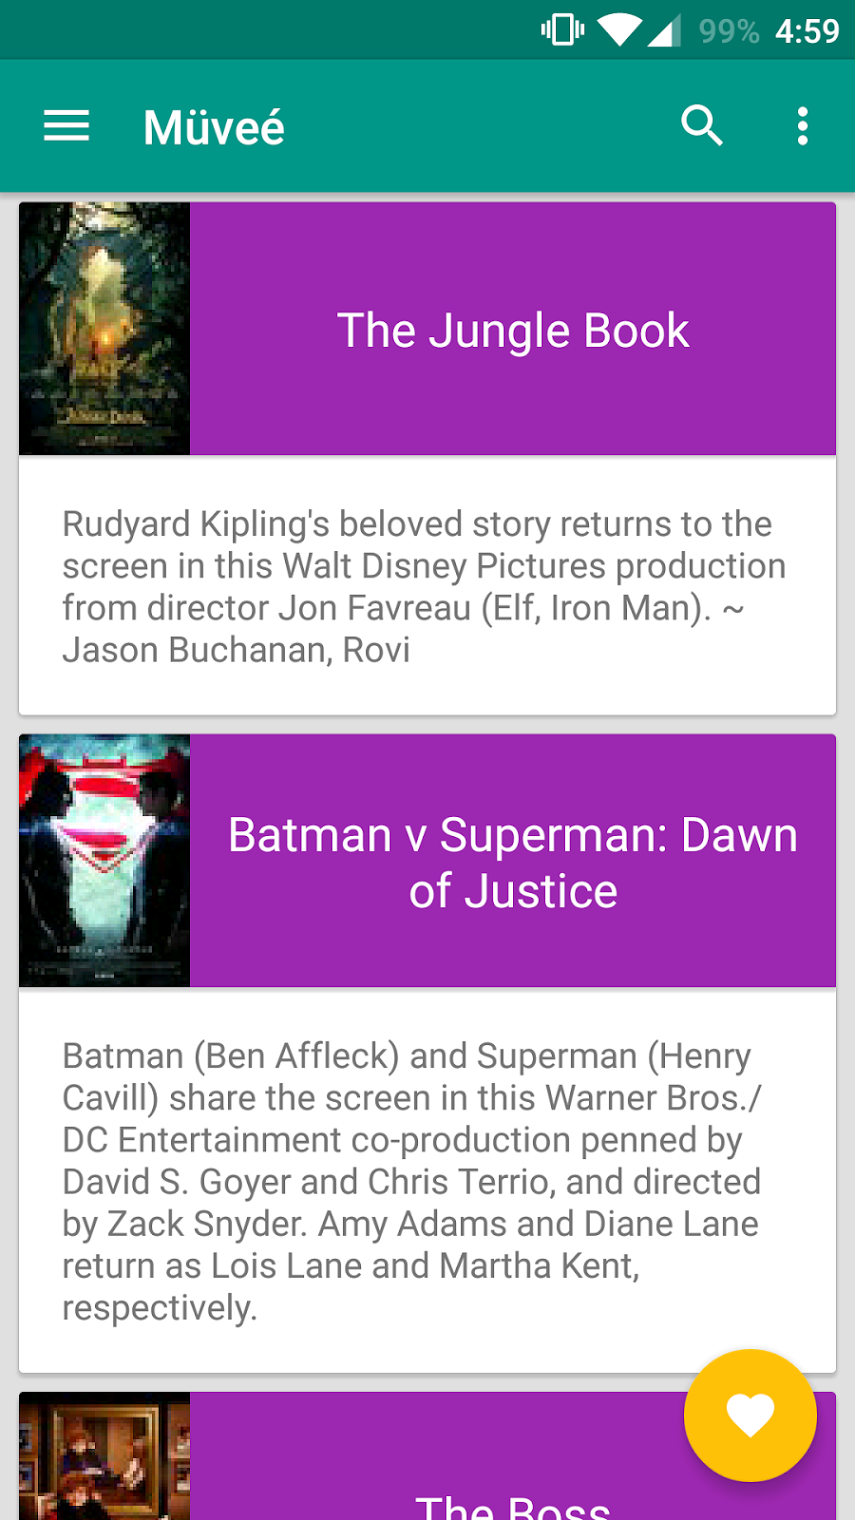 99% 4:59
Müveé
The Jungle Book
Rudyard Kipling's beloved story returns to the
screen in this Walt Disney Pictures production
from director Jon Favreau (Elf, Iron Man). ~
Jason Buchanan, Rovi
Batman v Superman: Dawn
of Justice
Batman (Ben Affleck) and Superman (Henry
Cavill) share the screen in this Warner Bros./
DC Entertainment co-production penned by
David S. Goyer and Chris Terrio, and directed
by Zack Snyder. Amy Adams and Diane Lane
return as Lois Lane and Martha Kent,
respectively.
The Boss